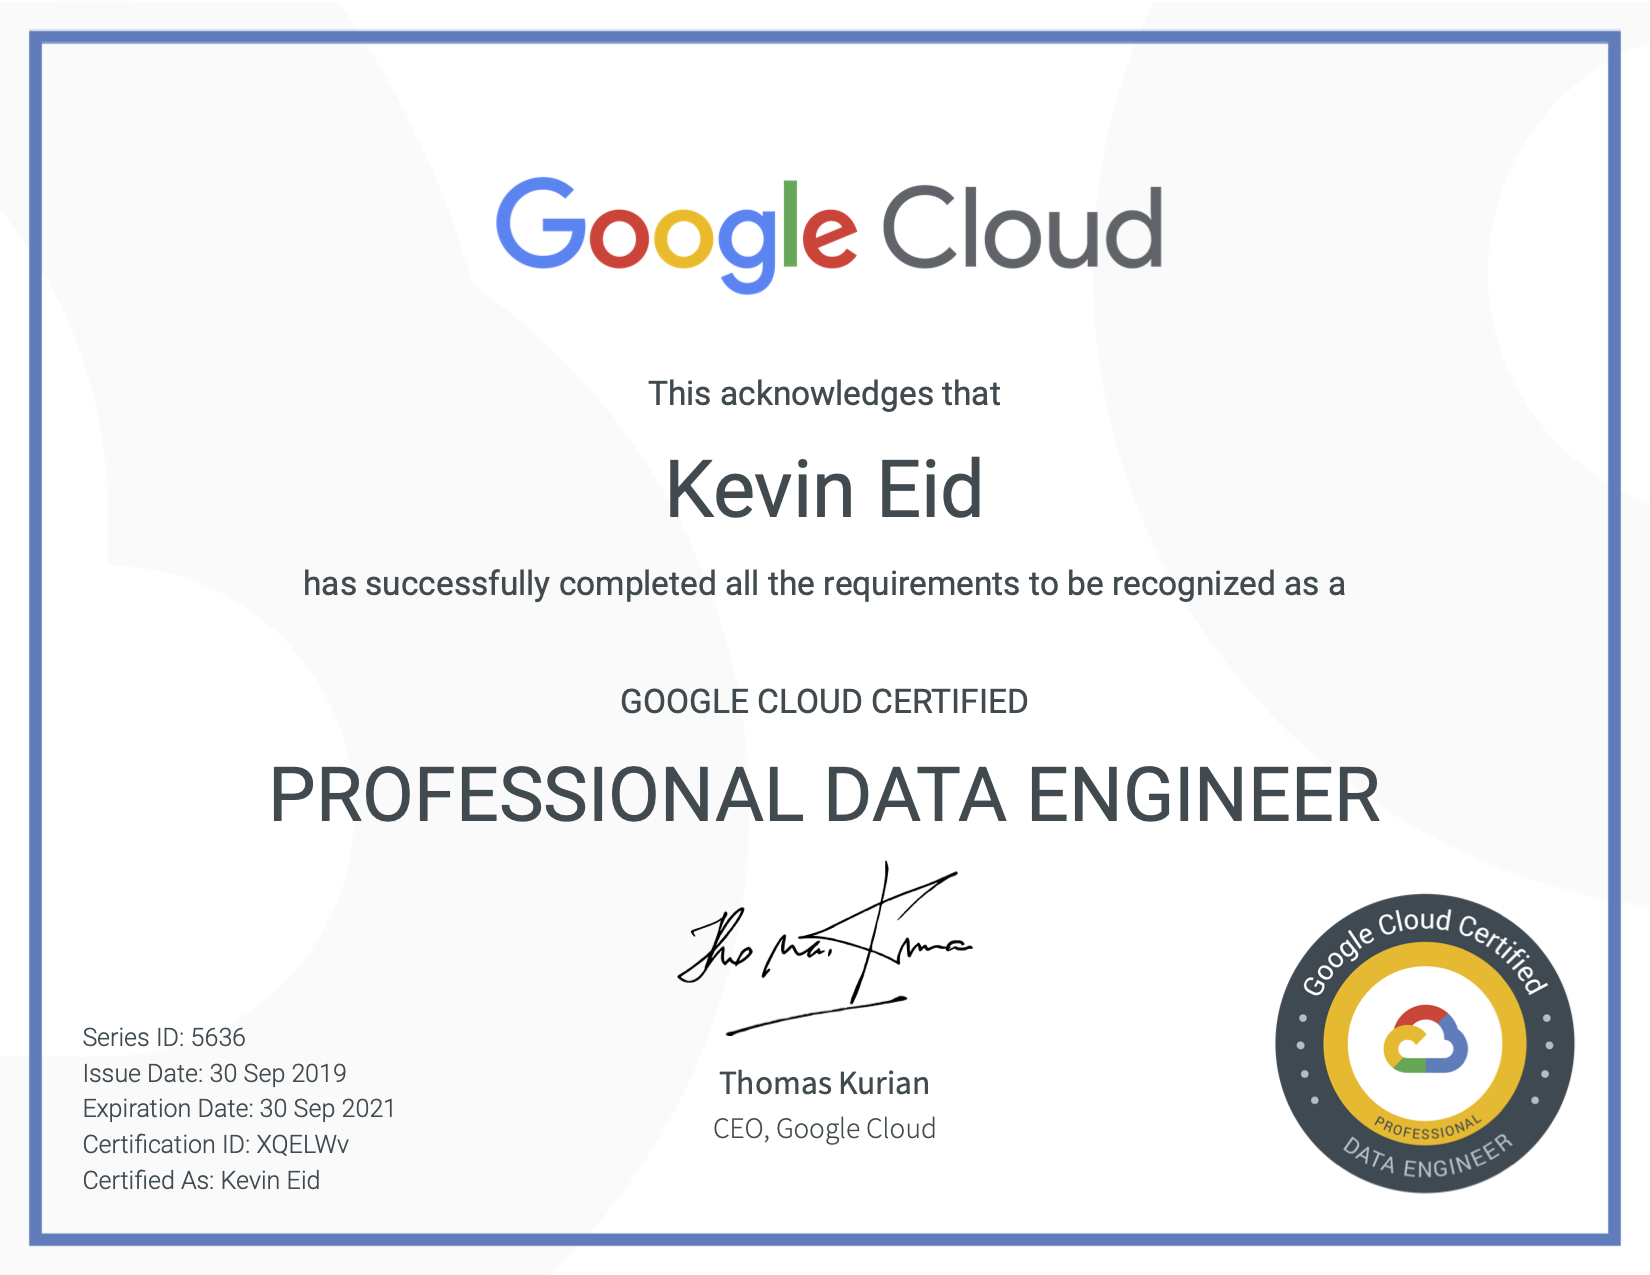 Google Cloud
This acknowledges that
Kevin Eid
has successfully completed all the requirements to be recognized as a
GOOGLE CLOUD CERTIFIED
PROFESSIONAL DATA ENGINEER
Thomas Kurian
Thomas Kurian
CEO, Google Cloud
Series ID: 5636
Issue Date: 30 Sep 2019
Expiration Date: 30 Sep 2021
Certification ID: XQELWv
Certified As: Kevin Eid
Google Cloud Certified
PROFESSIONAL
DATA ENGINEER